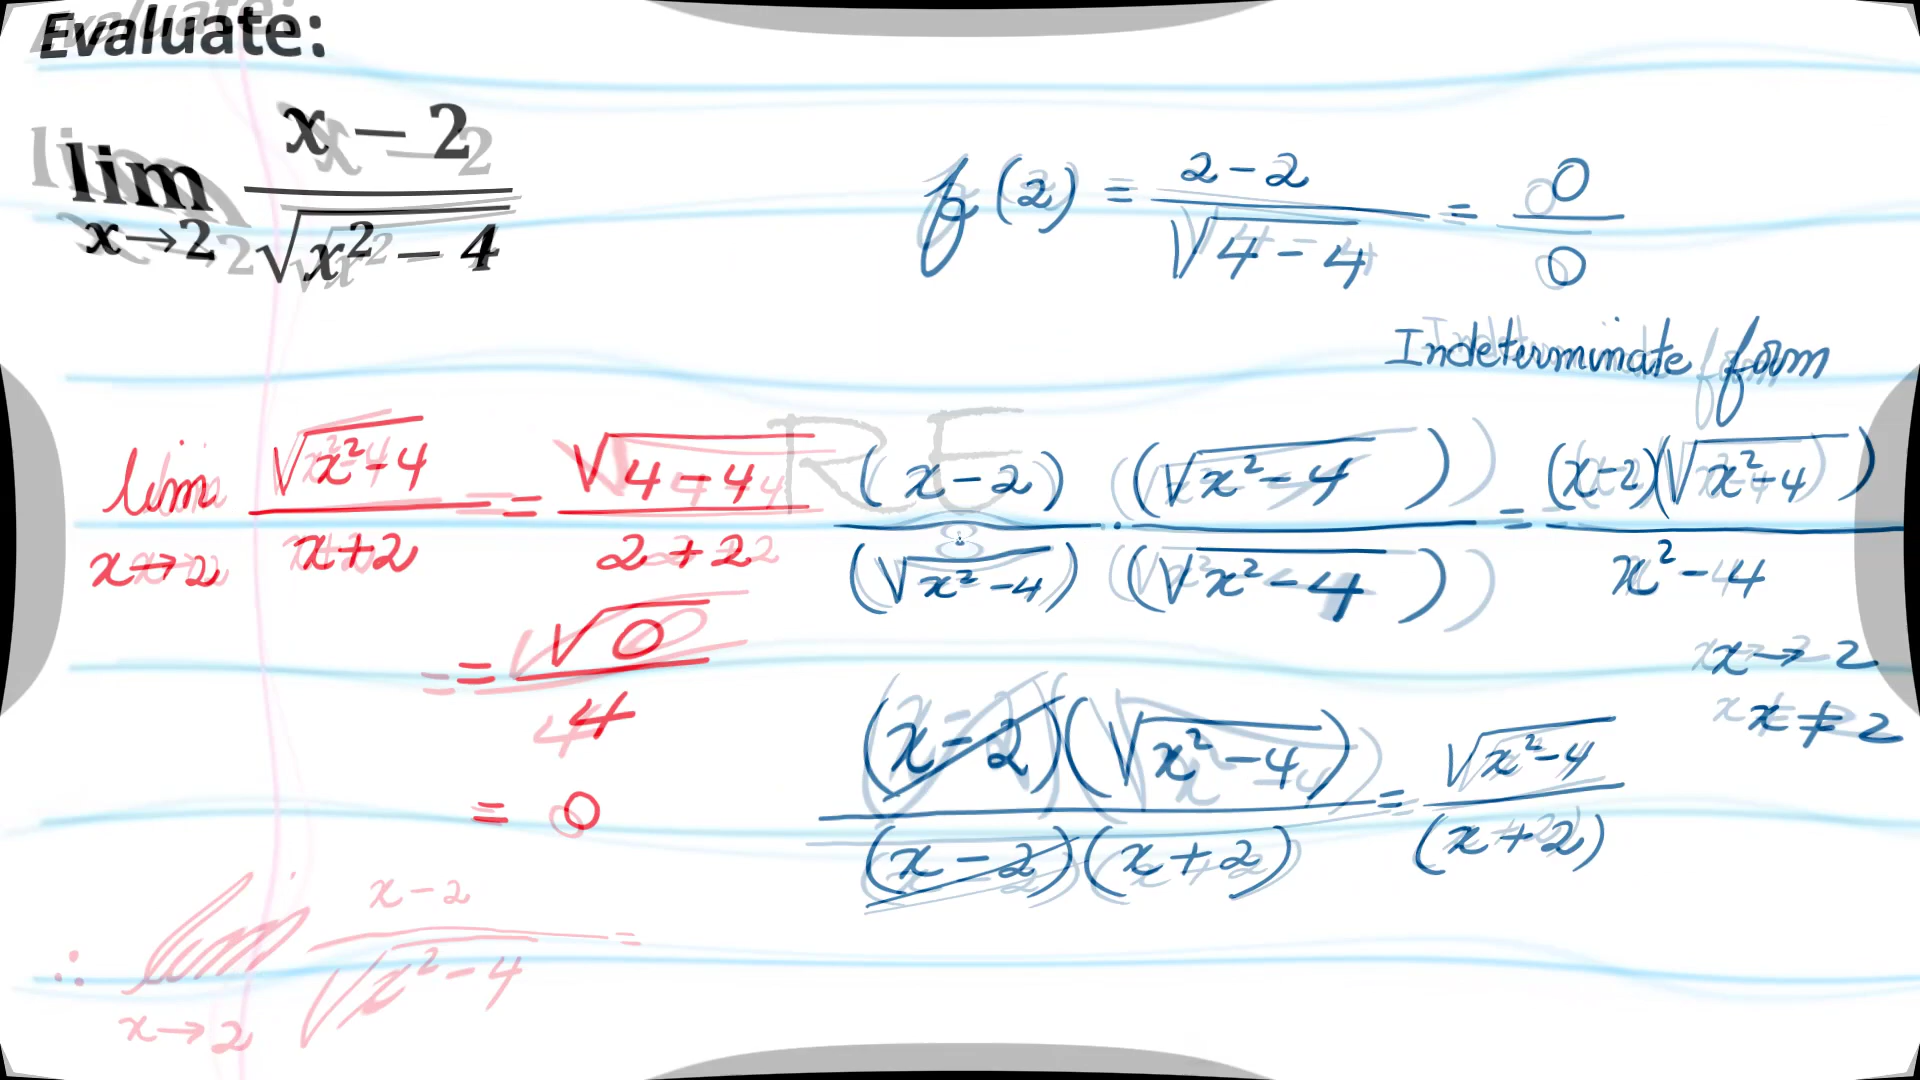 Evaluate:
lim x→2 (x − 2)/√(x² − 4)
f(2) = (2 − 2)/√(4 − 4) = 0/0
Indeterminate form
RE
(x − 2)/(√(x² − 4)) · (√(x² − 4))/(√(x² − 4)) = (x − 2)(√(x² − 4))/(x² − 4)
x → 2
x ≠ 2
(x − 2)(√(x² − 4))/((x − 2)(x + 2)) = √(x² − 4)/(x + 2)
lim x→2 √(x² − 4)/(x + 2) = √(4 − 4)/(2 + 2)
= √0/4
= 0
∴ lim x→2 (x − 2)/√(x² − 4) =